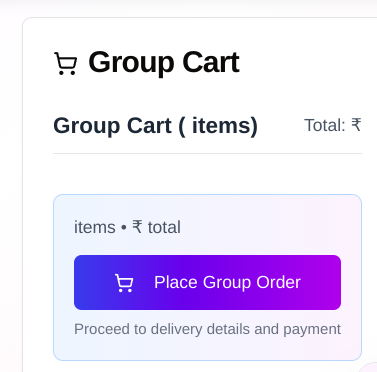 Group Cart
Group Cart ( items)
Total: ₹
items • ₹ total
Place Group Order
Proceed to delivery details and payment